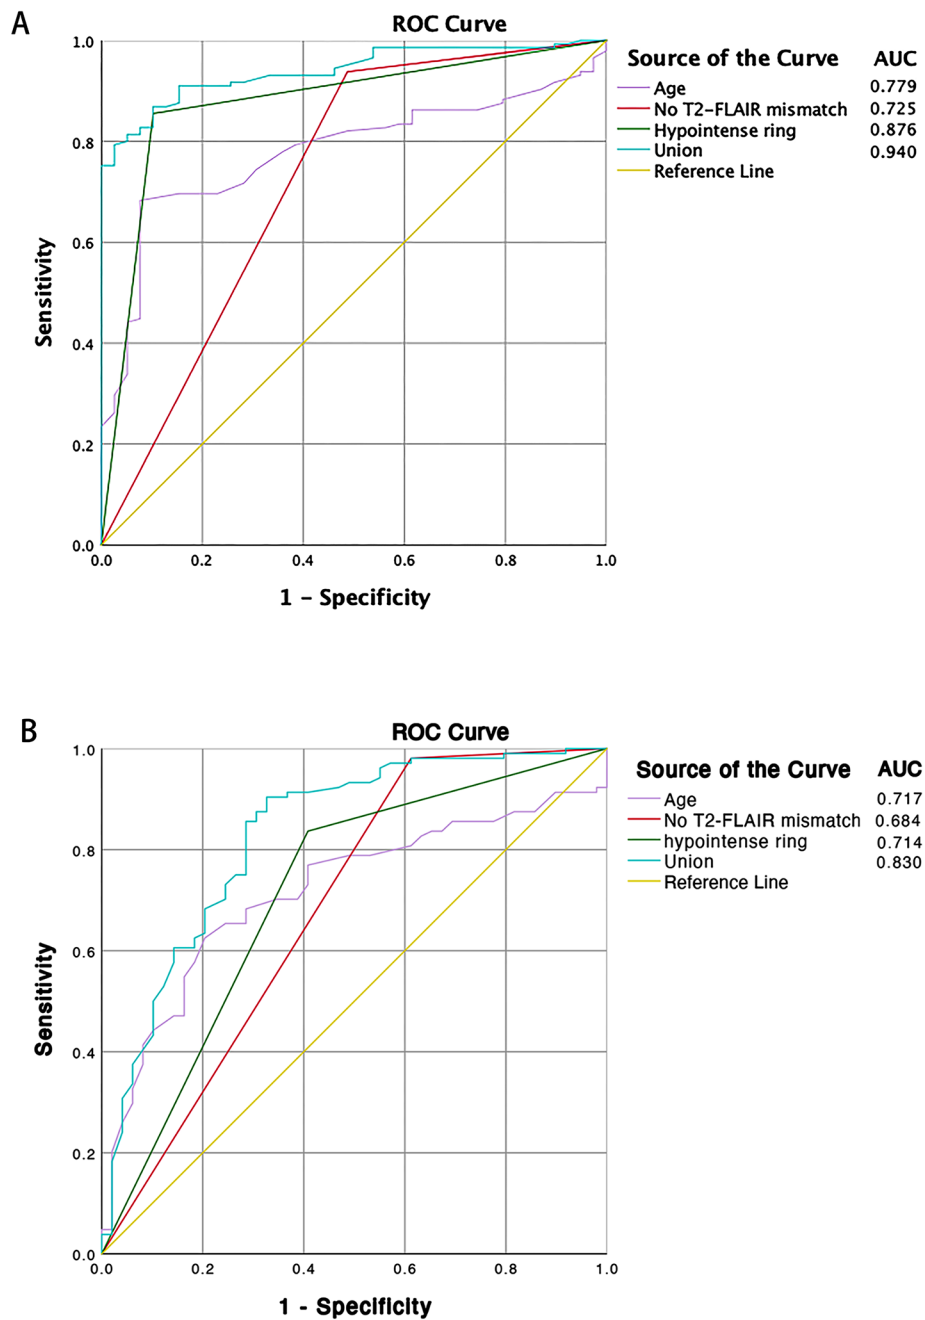 A
ROC Curve
Source of the Curve AUC
Age 0.779
No T2-FLAIR mismatch 0.725
Hypointense ring 0.876
Union 0.940
Reference Line
1.0
0.8
0.6
0.4
0.2
0.0
Sensitivity
0.0 0.2 0.4 0.6 0.8 1.0
1 - Specificity
B
ROC Curve
Source of the Curve AUC
Age 0.717
No T2-FLAIR mismatch 0.684
hypointense ring 0.714
Union 0.830
Reference Line
1.0
0.8
0.6
0.4
0.2
0.0
Sensitivity
0.0 0.2 0.4 0.6 0.8 1.0
1 - Specificity